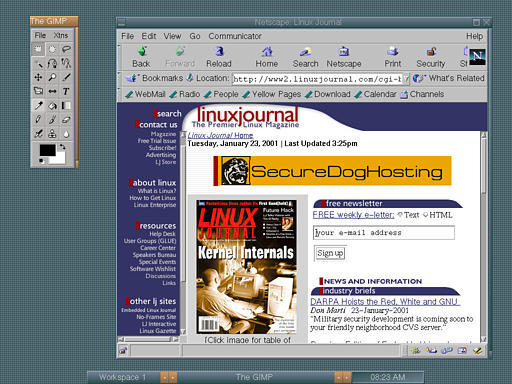 The GIMP
File Xtns
Netscape: Linux Journal
File Edit View Go Communicator Help
Back Forward Reload Home Search Netscape Print Security
Bookmarks Location: http://www2.linuxjournal.com/cgi-b What's Related
WebMail Radio People Yellow Pages Download Calendar Channels
search
contact us
Magazine
Free Trial Issue
Subscribe!
Advertising
LJ Store
about linux
What is Linux?
How to Get Linux
Linux Enterprise
resources
Help Desk
User Groups (GLUE)
Career Center
Speakers Bureau
Special Events
Software Wishlist
Discussions
Links
other lj sites
Embedded Linux Journal
No-Frames Site
LJ Interactive
Linux Gazette
linuxjournal
The Premier Linux Magazine
Linux Journal Home
Tuesday, January 23, 2001 | Last Updated 3:25pm
SecureDogHosting
Future Hack
LINUX
JOURNAL
Kernel Internals
[Click image for table of
free newsletter
FREE weekly e-letter: Text HTML
your e-mail address
Sign up
NEWS AND INFORMATION
industry briefs
DARPA Hoists the Red, White and GNU
Don Marti 23-January-2001
"Military security development is coming soon to
your friendly neighborhood CVS server."
Workspace 1 The GIMP 08:23 AM